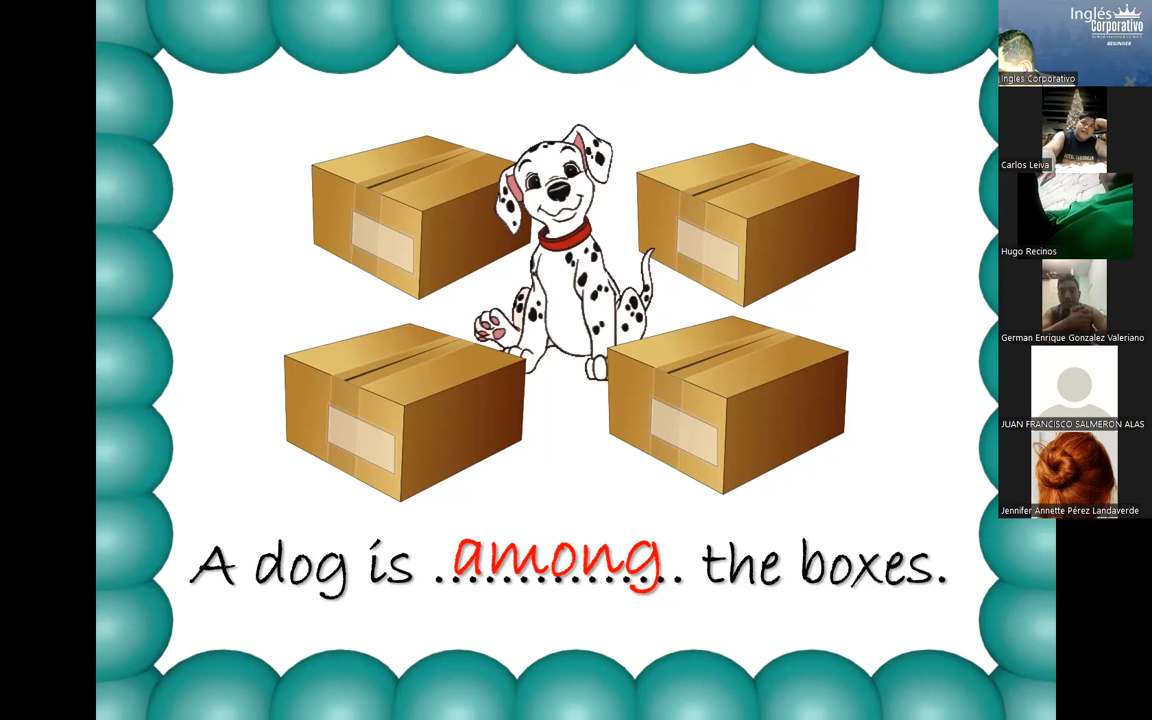 A dog is ..among.. the boxes.
Inglés
Corporativo
BEGINNER
Ingles Corporativo
Carlos Leiva
Hugo Recinos
German Enrique Gonzalez Valeriano
JUAN FRANCISCO SALMERON ALAS
Jennifer Annette Pérez Landaverde